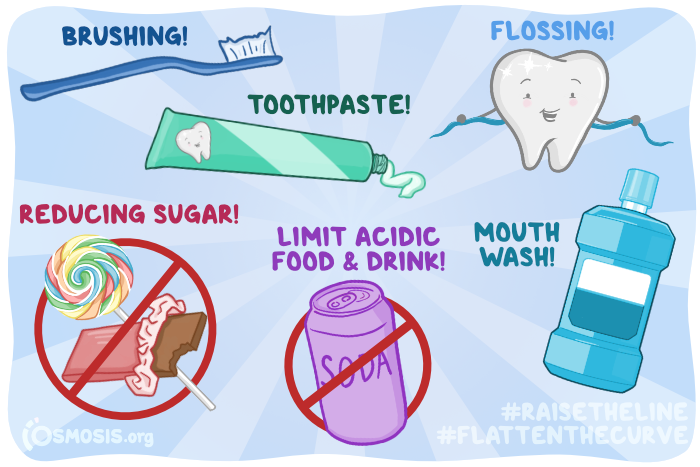 BRUSHING!
FLOSSING!
TOOTHPASTE!
REDUCING SUGAR!
LIMIT ACIDIC
FOOD & DRINK!
MOUTH
WASH!
SODA
OSMOSIS.org
#RAISETHELINE
#FLATTENTHECURVE